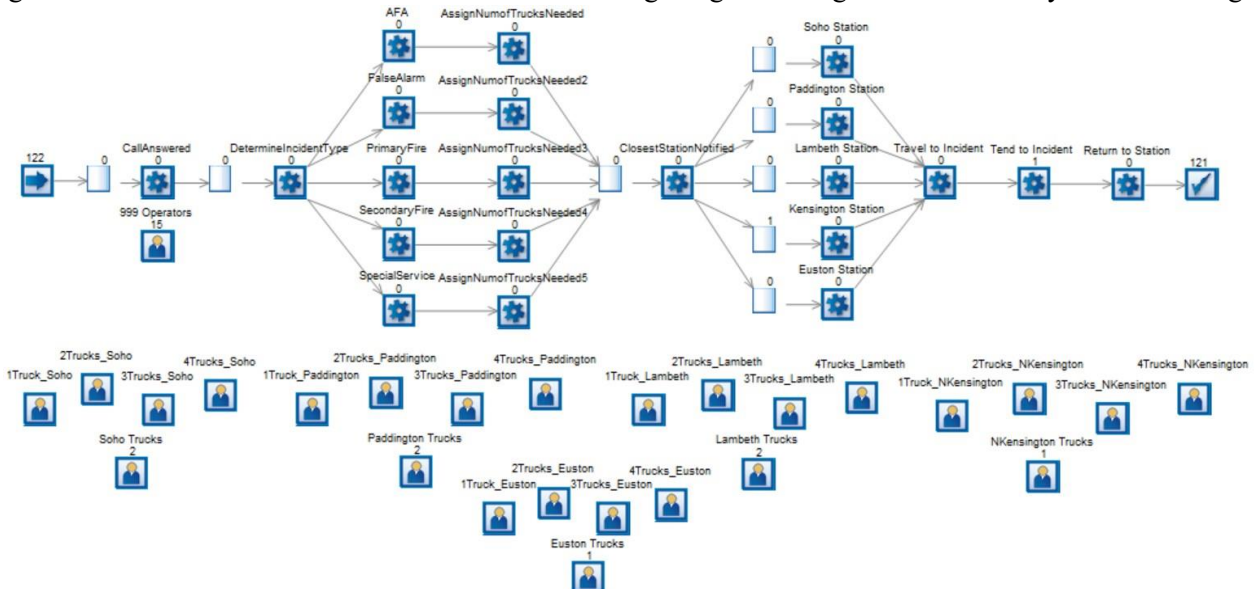 AFA
0
AssignNumofTrucksNeeded
0
Soho Station
0
0
FalseAlarm
0
AssignNumofTrucksNeeded2
0
Paddington Station
0
0
122
0
CallAnswered
0
0
DetermineIncidentType
0
PrimaryFire
0
AssignNumofTrucksNeeded3
0
0
ClosestStationNotified
0
0
Lambeth Station
0
Travel to Incident
0
Tend to Incident
1
Return to Station
0
121
999 Operators
15
SecondaryFire
0
AssignNumofTrucksNeeded4
0
1
Kensington Station
0
SpecialService
0
AssignNumofTrucksNeeded5
0
0
Euston Station
0
1Truck_Soho
2Trucks_Soho
3Trucks_Soho
4Trucks_Soho
Soho Trucks
2
1Truck_Paddington
2Trucks_Paddington
3Trucks_Paddington
4Trucks_Paddington
Paddington Trucks
2
1Truck_Lambeth
2Trucks_Lambeth
3Trucks_Lambeth
4Trucks_Lambeth
Lambeth Trucks
2
1Truck_NKensington
2Trucks_NKensington
3Trucks_NKensington
4Trucks_NKensington
NKensington Trucks
1
1Truck_Euston
2Trucks_Euston
3Trucks_Euston
4Trucks_Euston
Euston Trucks
1